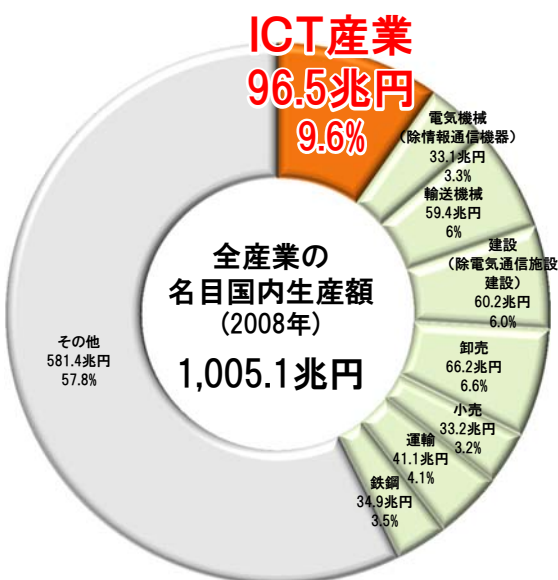 ICT産業
96.5兆円
9.6%
電気機械
（除情報通信機器）
33.1兆円
3.3%
輸送機械
59.4兆円
6%
建設
（除電気通信施設
建設）
60.2兆円
6.0%
卸売
66.2兆円
6.6%
小売
33.2兆円
3.2%
運輸
41.1兆円
4.1%
鉄鋼
34.9兆円
3.5%
その他
581.4兆円
57.8%
全産業の
名目国内生産額
(2008年)
1,005.1兆円